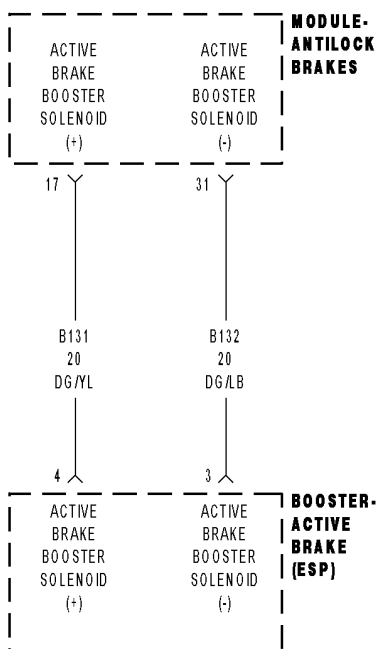 MODULE-
ANTILOCK
BRAKES
ACTIVE
BRAKE
BOOSTER
SOLENOID
(+)
ACTIVE
BRAKE
BOOSTER
SOLENOID
(-)
17
31
B131
20
DG/YL
B132
20
DG/LB
4
3
BOOSTER-
ACTIVE
BRAKE
(ESP)
ACTIVE
BRAKE
BOOSTER
SOLENOID
(+)
ACTIVE
BRAKE
BOOSTER
SOLENOID
(-)